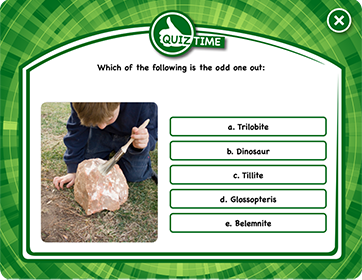 QUIZ TIME
Which of the following is the odd one out:
a. Trilobite
b. Dinosaur
c. Tillite
d. Glossopteris
e. Belemnite